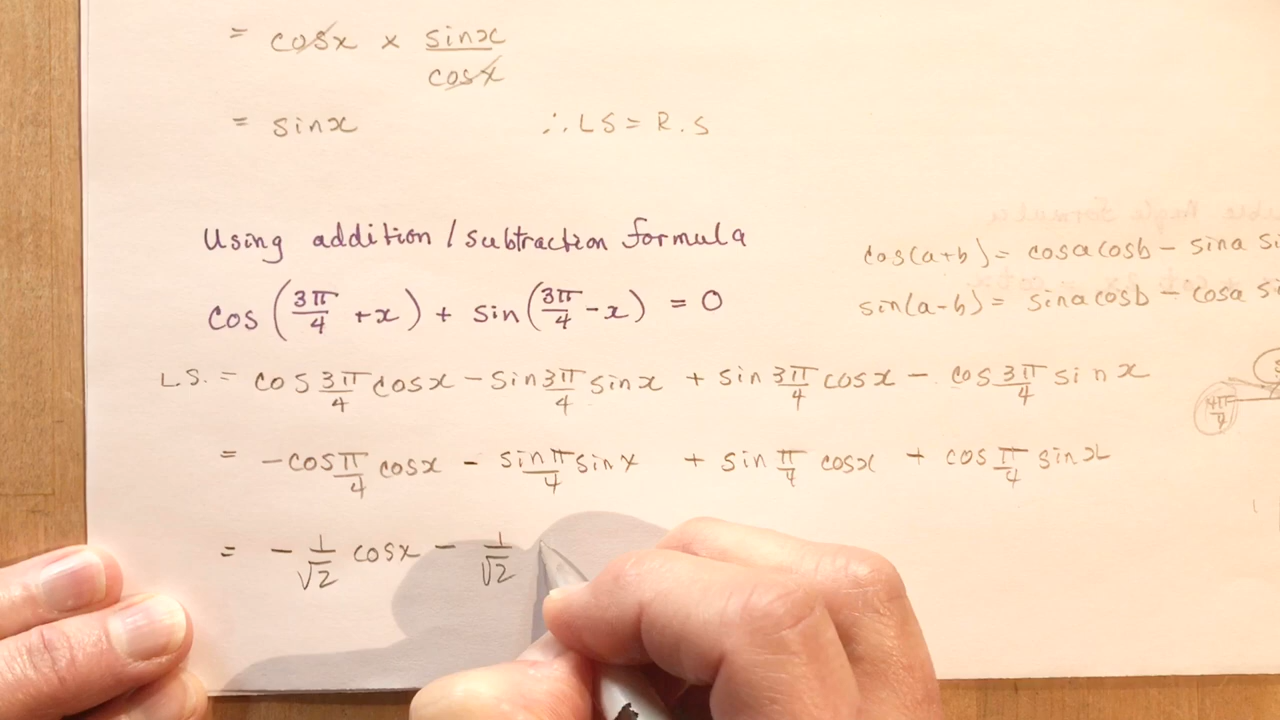 = cosx × sinx/cosx
= sinx ∴ LS = R.S
Using addition / subtraction formula
cos(a+b) = cosa cosb - sina
sin(a-b) = sina cosb - cosa
cos(3π/4 + x) + sin(3π/4 - x) = 0
L.S. = cos 3π/4 cosx - sin 3π/4 sinx + sin 3π/4 cosx - cos 3π/4 sinx
= -cos π/4 cosx - sin π/4 sinx + sin π/4 cosx + cos π/4 sinx
= - 1/√2 cosx - 1/√2